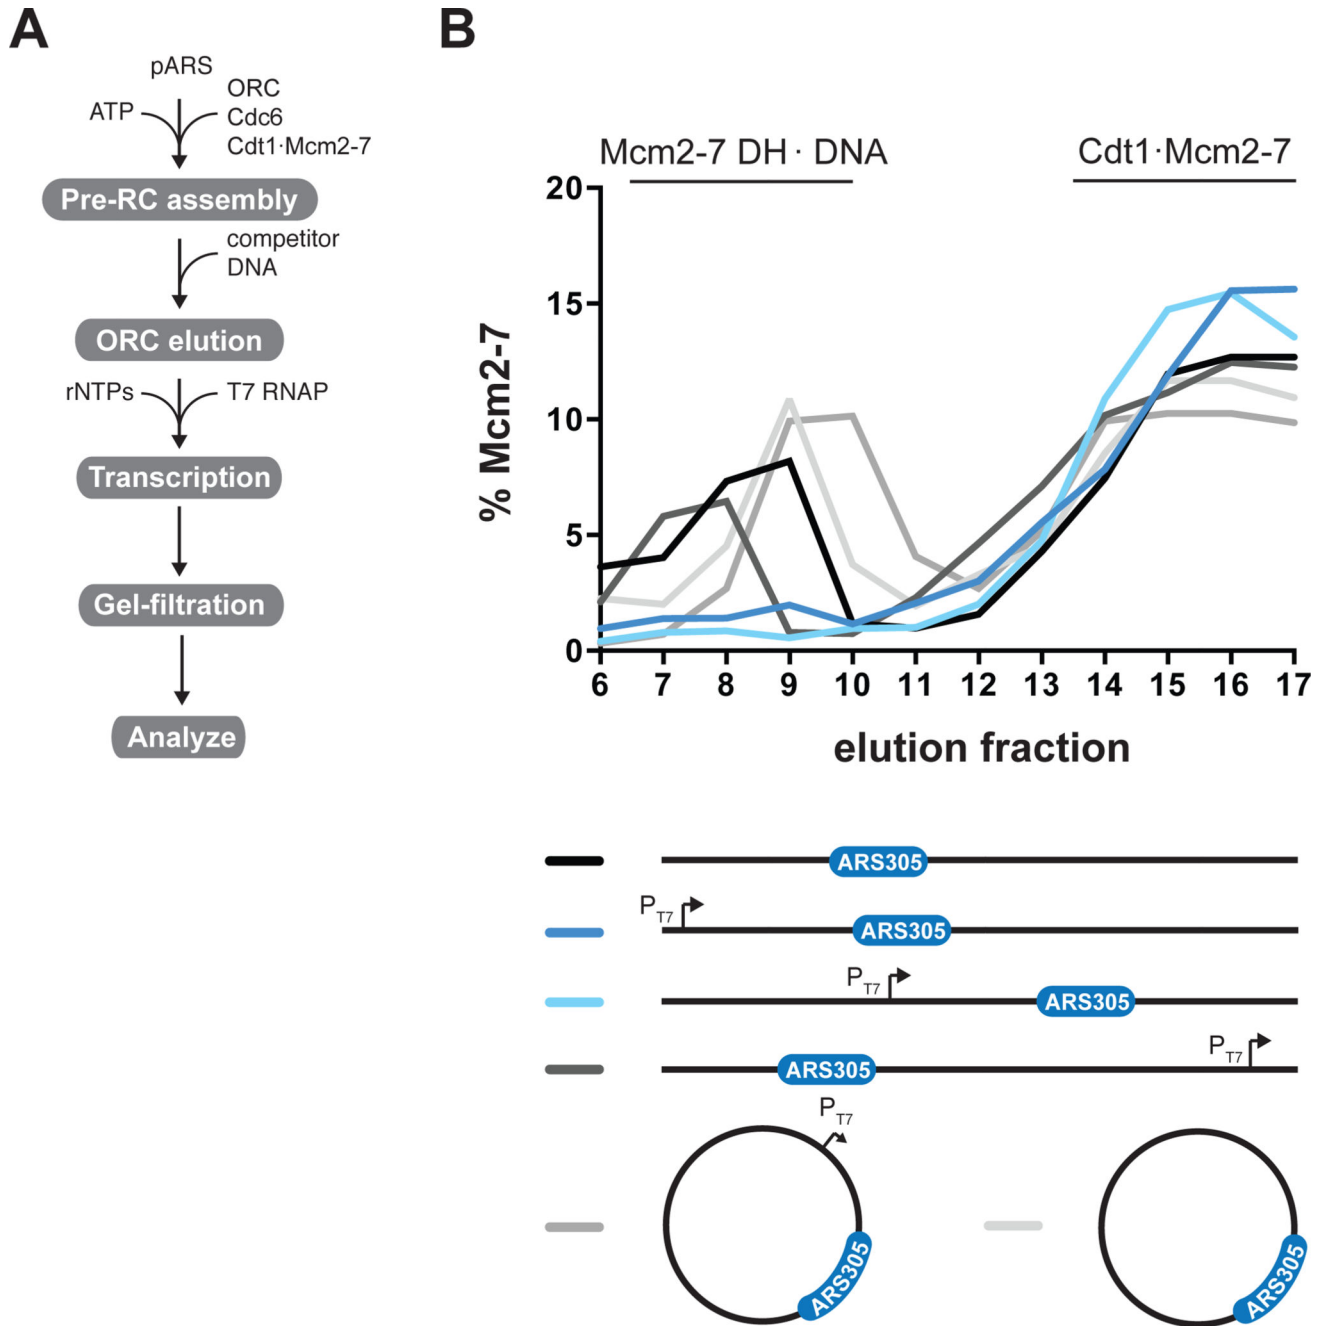 A
pARS
ATP
ORC
Cdc6
Cdt1·Mcm2-7
Pre-RC assembly
competitor
DNA
ORC elution
rNTPs
T7 RNAP
Transcription
Gel-filtration
Analyze
B
Mcm2-7 DH · DNA
Cdt1·Mcm2-7
% Mcm2-7
20
15
10
5
0
6 7 8 9 10 11 12 13 14 15 16 17
elution fraction
ARS305
PT7
ARS305
PT7
ARS305
PT7
ARS305
PT7
ARS305
ARS305